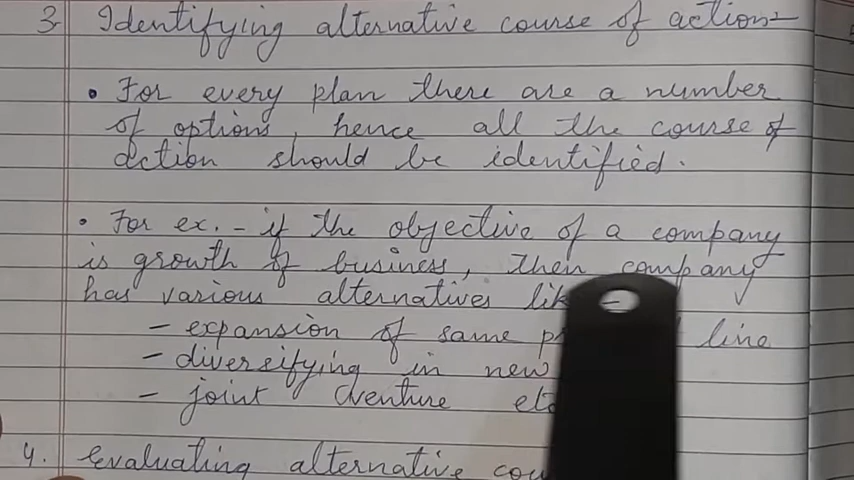 3. Identifying alternative course of action-
• For every plan there are a number
of options, hence all the course of
action should be identified.
• For ex. - if the objective of a company
is growth of business, then company
has various alternatives like -
- expansion of same line
- diversifying in new
- joint venture etc
4. Evaluating alternative